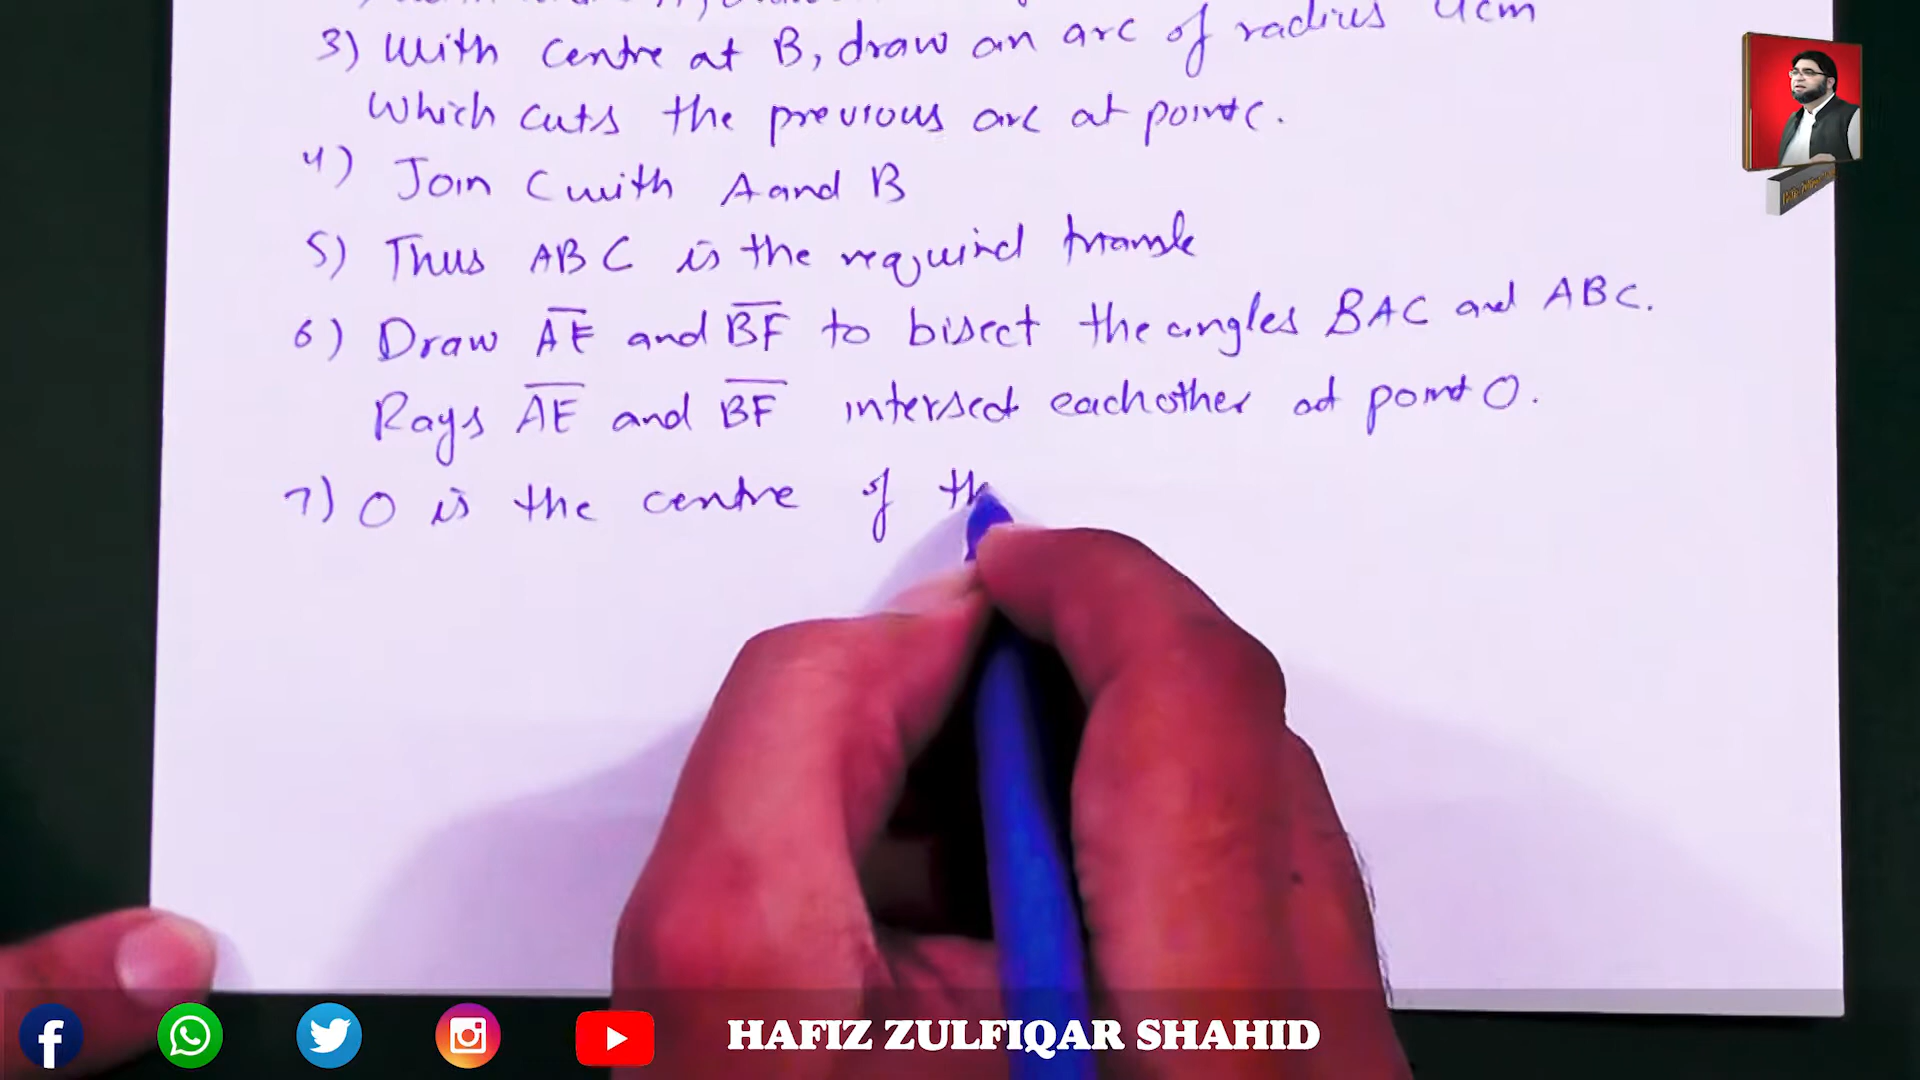 3) With centre at B, draw an arc of radius 4cm
Which cuts the previous arc at point C.
4) Join C with A and B
5) Thus ABC is the required triangle
6) Draw AE and BF to bisect the angles BAC and ABC.
Rays AE and BF intersect eachother at point O.
7) O is the centre of th
HAFIZ ZULFIQAR SHAHID